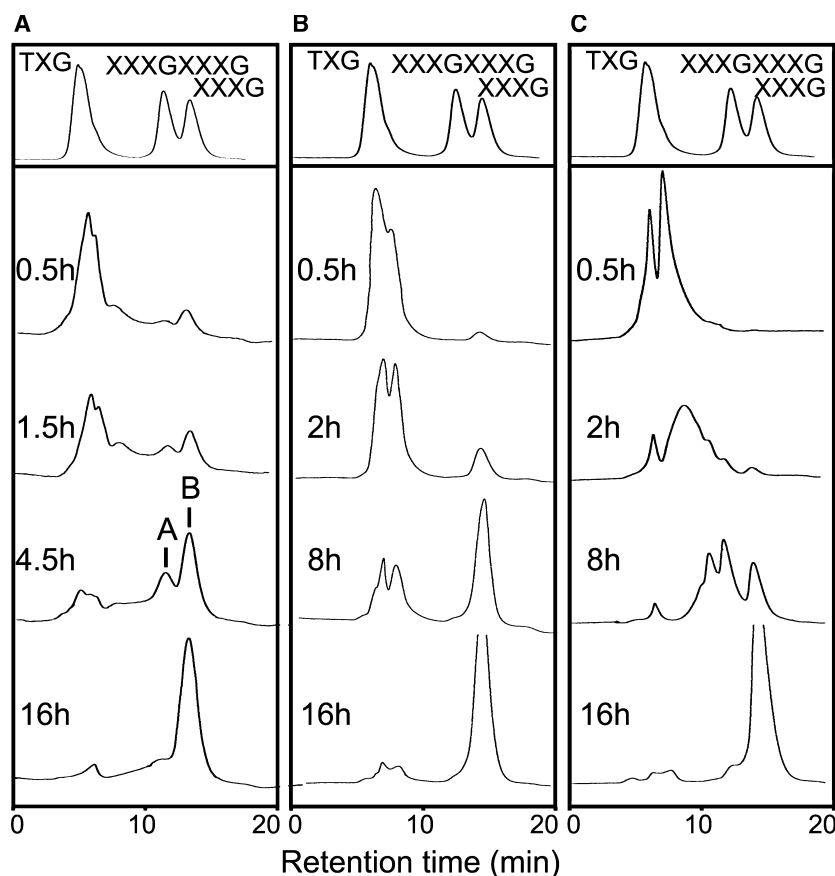 A
B
C
TXG
XXXGXXXG
XXXG
TXG
XXXGXXXG
XXXG
TXG
XXXGXXXG
XXXG
0.5h
0.5h
0.5h
1.5h
2h
2h
B
A
4.5h
8h
8h
16h
16h
16h
0 10 20 0 10 20 0 10 20
Retention time (min)